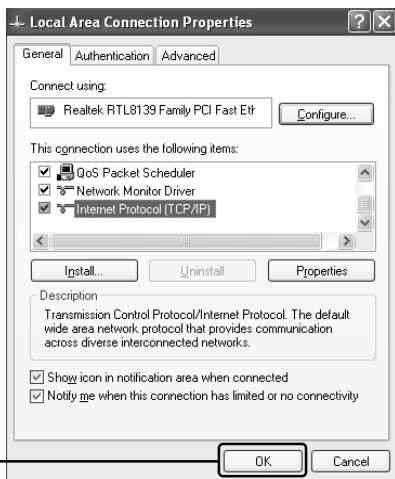 Local Area Connection Properties
General Authentication Advanced
Connect using:
Realtek RTL8139 Family PCI Fast Eth
Configure...
This connection uses the following items:
QoS Packet Scheduler
Network Monitor Driver
Internet Protocol (TCP/IP)
Install... Uninstall Properties
Description
Transmission Control Protocol/Internet Protocol. The default
wide area network protocol that provides communication
across diverse interconnected networks.
Show icon in notification area when connected
Notify me when this connection has limited or no connectivity
OK Cancel